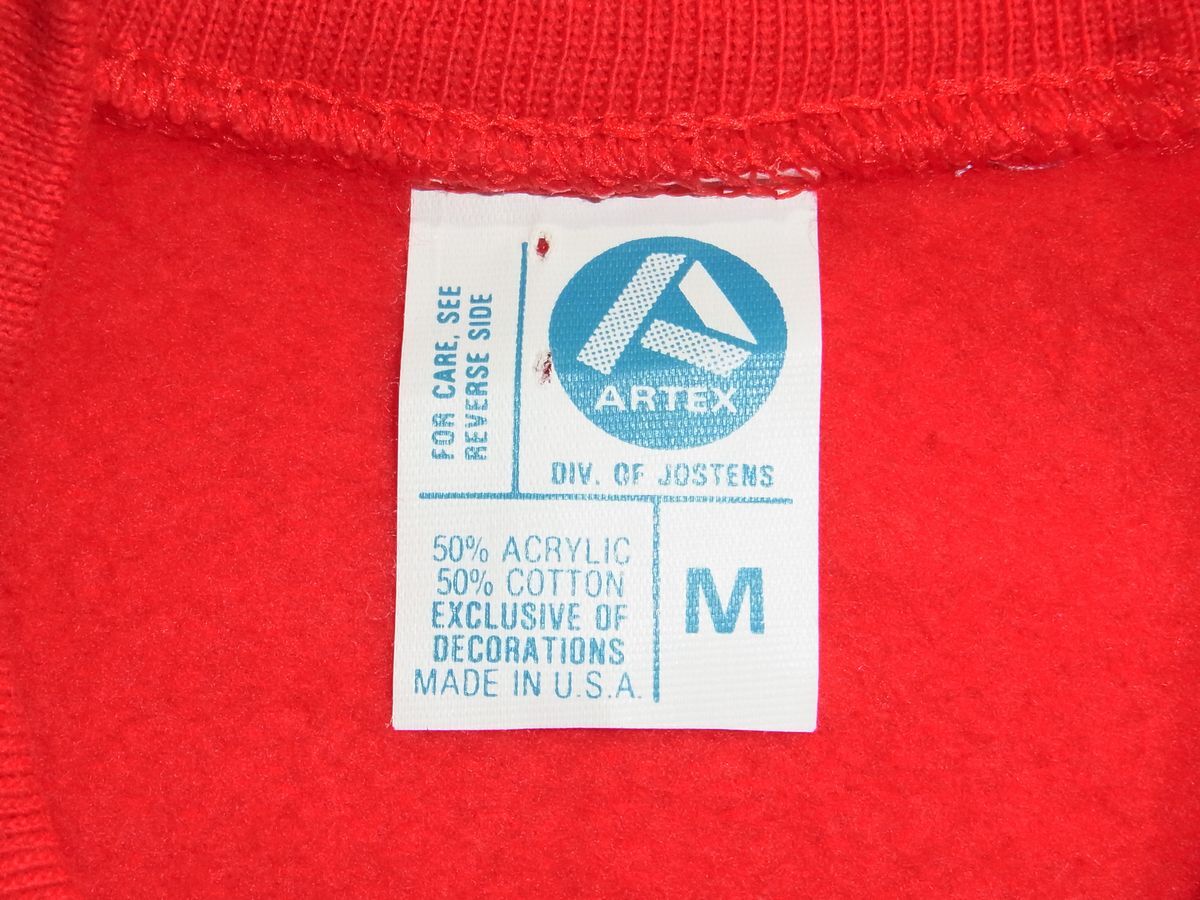 FOR CARE, SEE
REVERSE SIDE
ARTEX
DIV. OF JOSTENS
50% ACRYLIC
50% COTTON
EXCLUSIVE OF
DECORATIONS
MADE IN U.S.A.
M